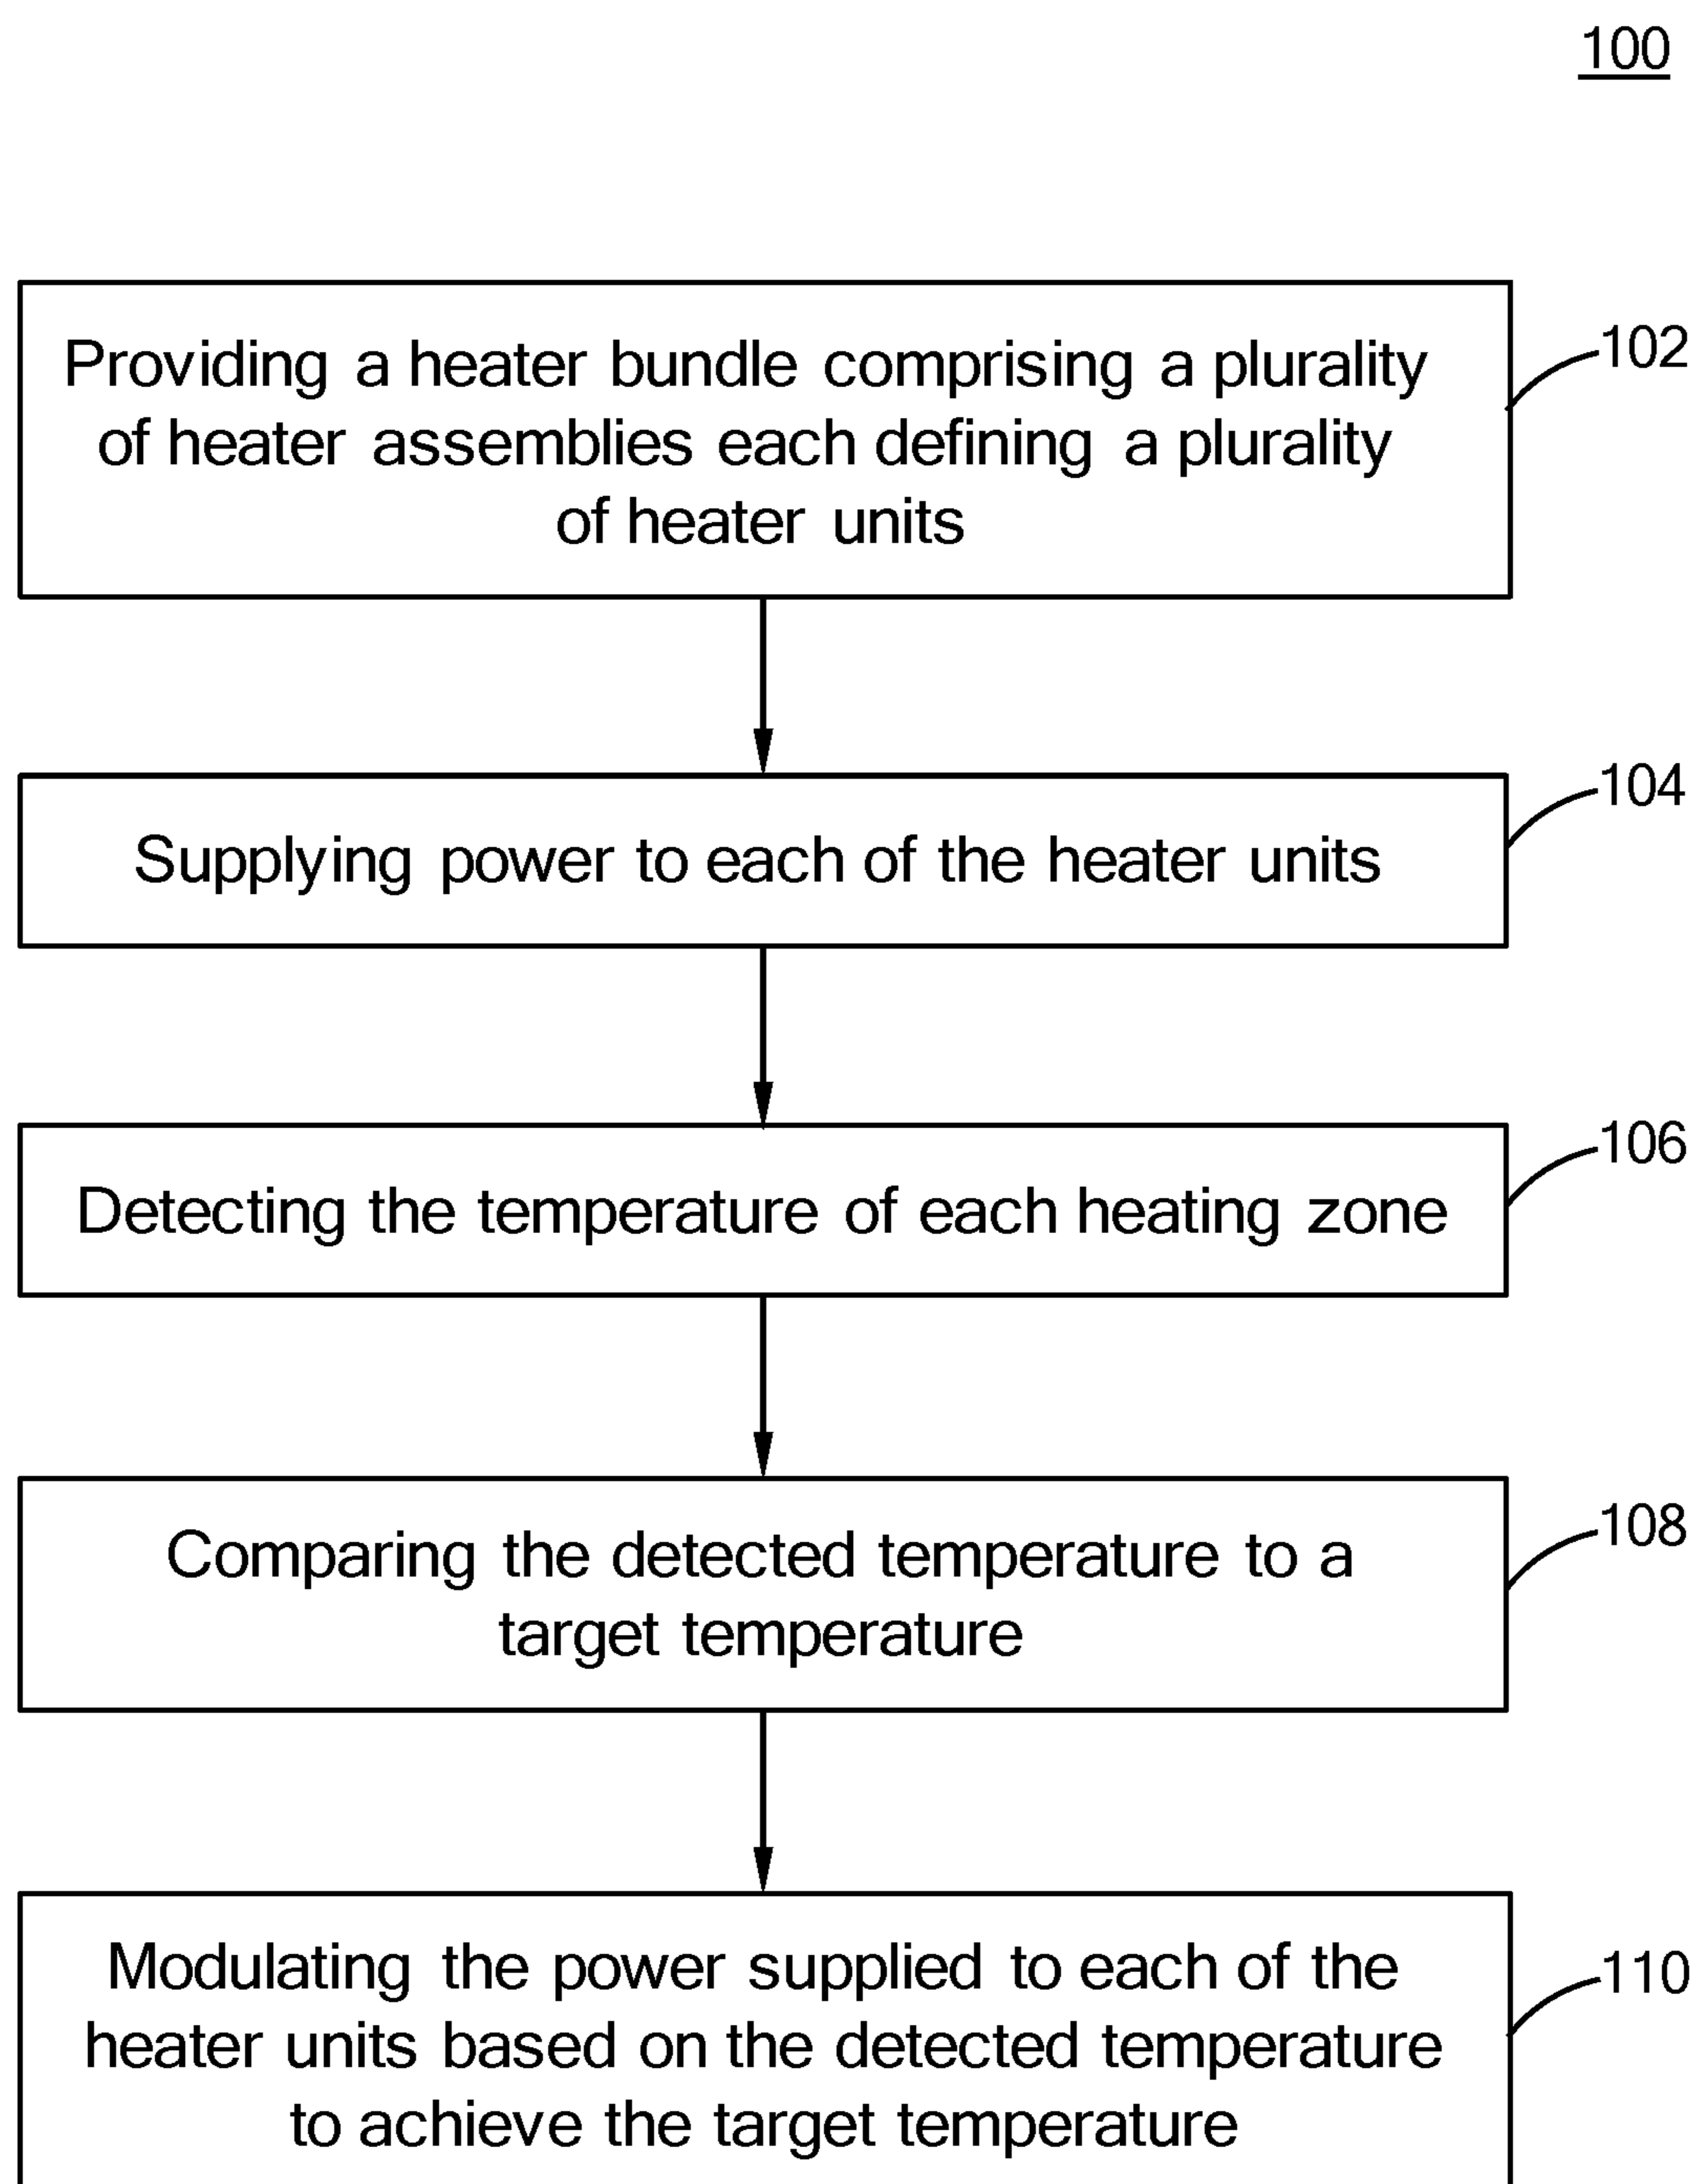 100
Providing a heater bundle comprising a plurality
of heater assemblies each defining a plurality
of heater units
102
Supplying power to each of the heater units
104
Detecting the temperature of each heating zone
106
Comparing the detected temperature to a
target temperature
108
Modulating the power supplied to each of the
heater units based on the detected temperature
to achieve the target temperature
110